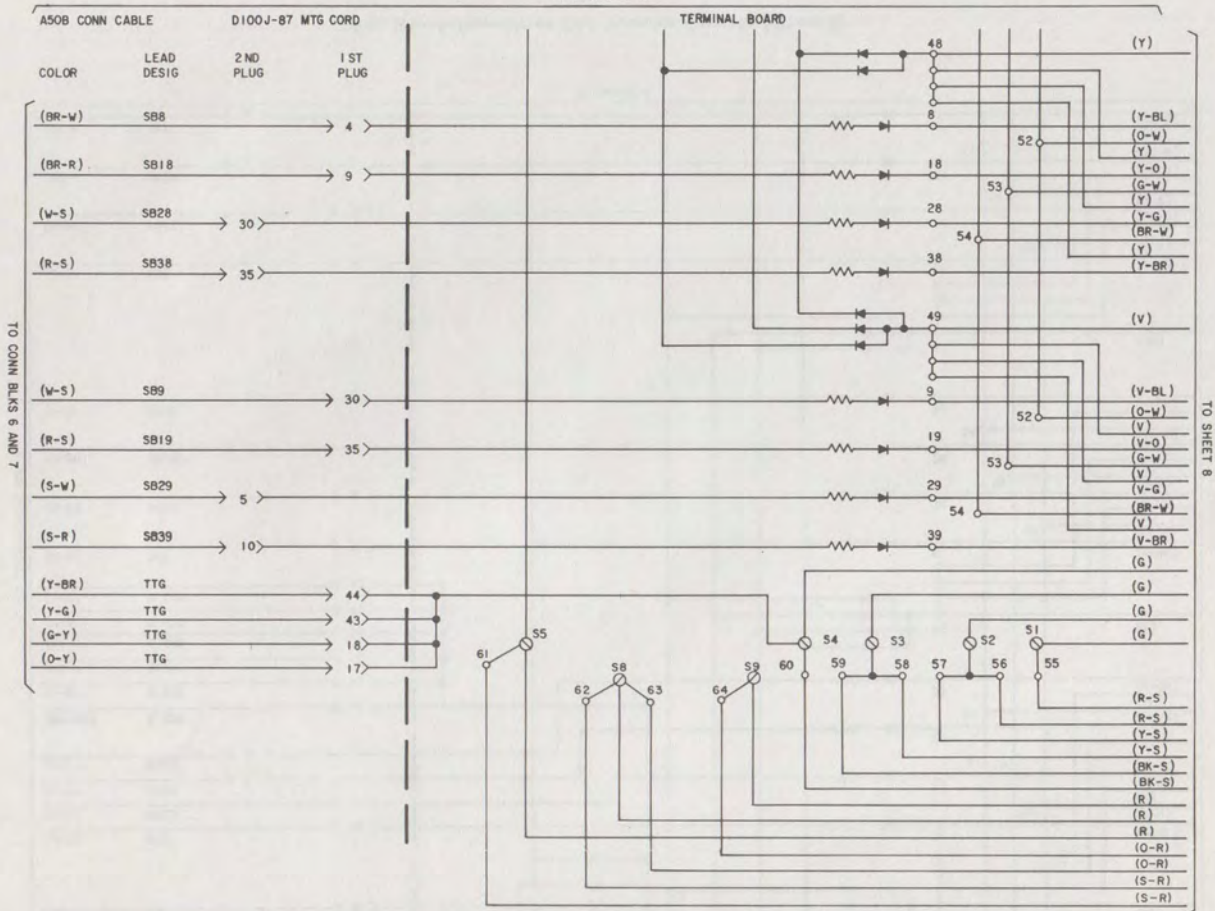 A50B CONN CABLE D100J-87 MTG CORD TERMINAL BOARD
COLOR LEAD DESIG 2ND PLUG 1ST PLUG
TO CONN BLKS 6 AND 7
(BR-W) SB8 4
(BR-R) SB18 9
(W-S) SB28 30
(R-S) SB38 35
(W-S) SB9 30
(R-S) SB19 35
(S-W) SB29 5
(S-R) SB39 10
(Y-BR) TTG 44
(Y-G) TTG 43
(G-Y) TTG 18
(O-Y) TTG 17
48 (Y)
8 (Y-BL)
52 (O-W)
(Y)
18 (Y-O)
53 (G-W)
(Y)
28 (Y-G)
54 (BR-W)
(Y)
38 (Y-BR)
49 (V)
9 (V-BL)
52 (O-W)
(V)
19 (V-O)
53 (G-W)
(V)
29 (V-G)
54 (BR-W)
(V)
39 (V-BR)
(G)
(G)
(G)
(G)
S5 S4 S3 S2 S1
61 S8 S9 60 59 58 57 56 55
62 63 64
(R-S)
(R-S)
(Y-S)
(Y-S)
(BK-S)
(BK-S)
(R)
(R)
(R)
(O-R)
(O-R)
(S-R)
(S-R)
TO SHEET 8